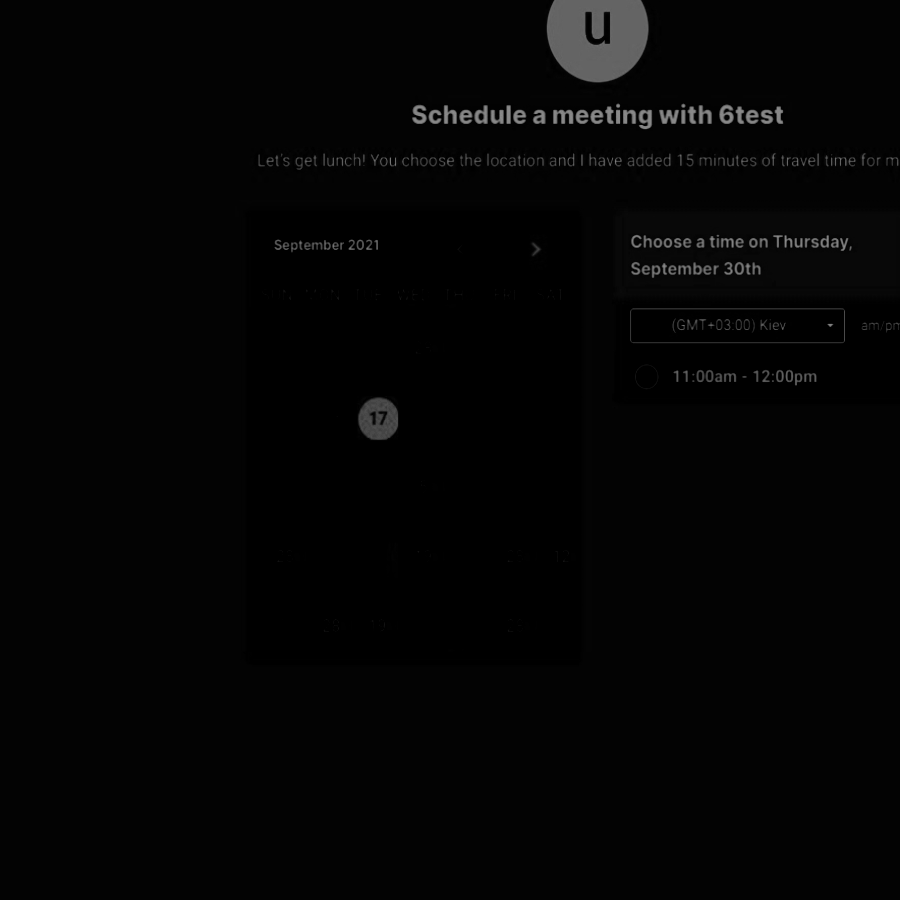 u
Schedule a meeting with 6test
Let's get lunch! You choose the location and I have added 15 minutes of travel time for m
September 2021
Choose a time on Thursday,
September 30th
(GMT+03:00) Kiev
am/pm
11:00am - 12:00pm
17